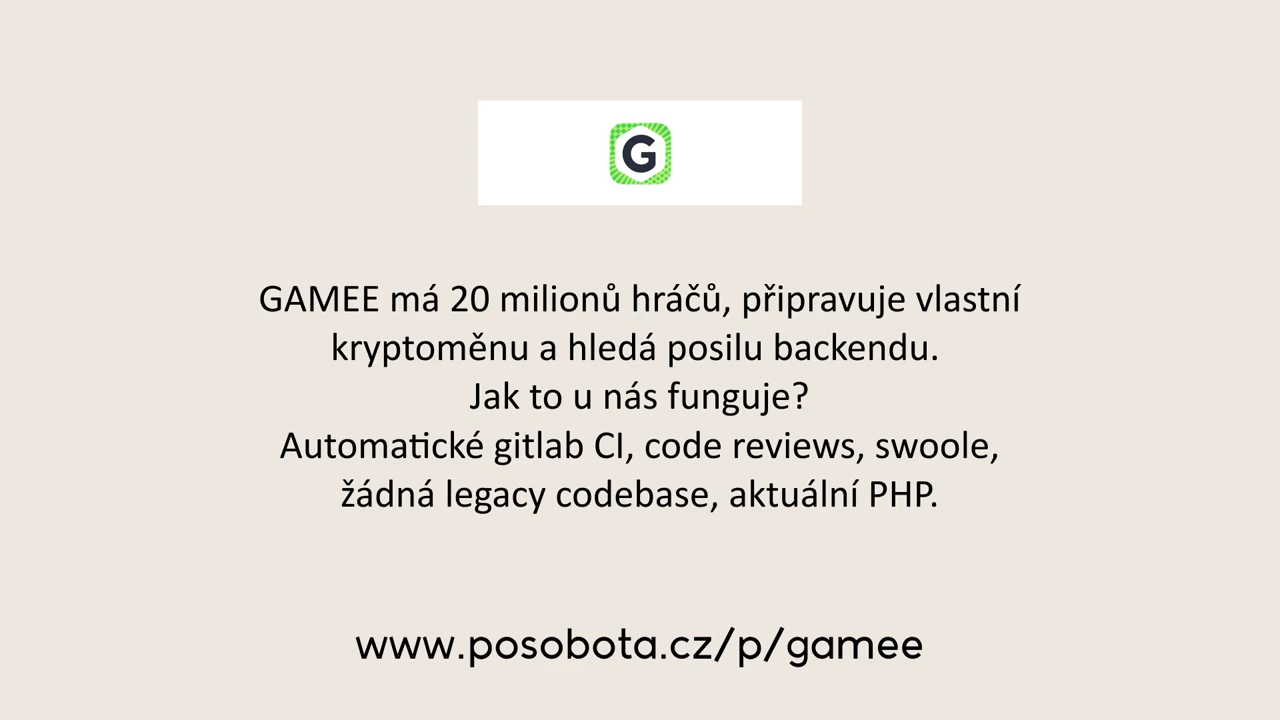 G
GAMEE má 20 milionů hráčů, připravuje vlastní
kryptoměnu a hledá posilu backendu.
Jak to u nás funguje?
Automatické gitlab CI, code reviews, swoole,
žádná legacy codebase, aktuální PHP.
www.posobota.cz/p/gamee